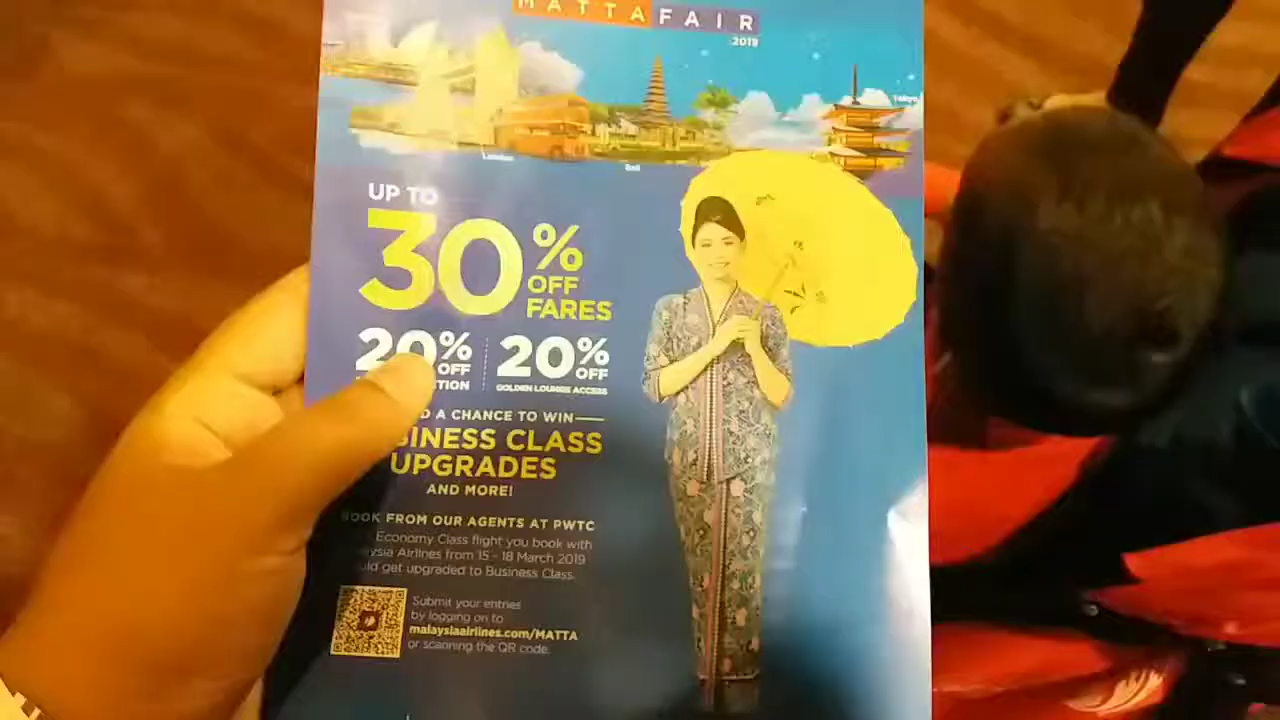 MATTA FAIR
2019
Tokyo
London
Bali
UP TO
30%
OFF
FARES
20% OFF
20% OFF
GOLDEN LOUNGE ACCESS
A CHANCE TO WIN
BUSINESS CLASS
UPGRADES
AND MORE!
BOOK FROM OUR AGENTS AT PWTC
Economy Class flight you book with
Airlines from 15 - 18 March 2019
get upgraded to Business Class.
Submit your entries
by logging on to
malaysiaairlines.com/MATTA
or scanning the QR code.